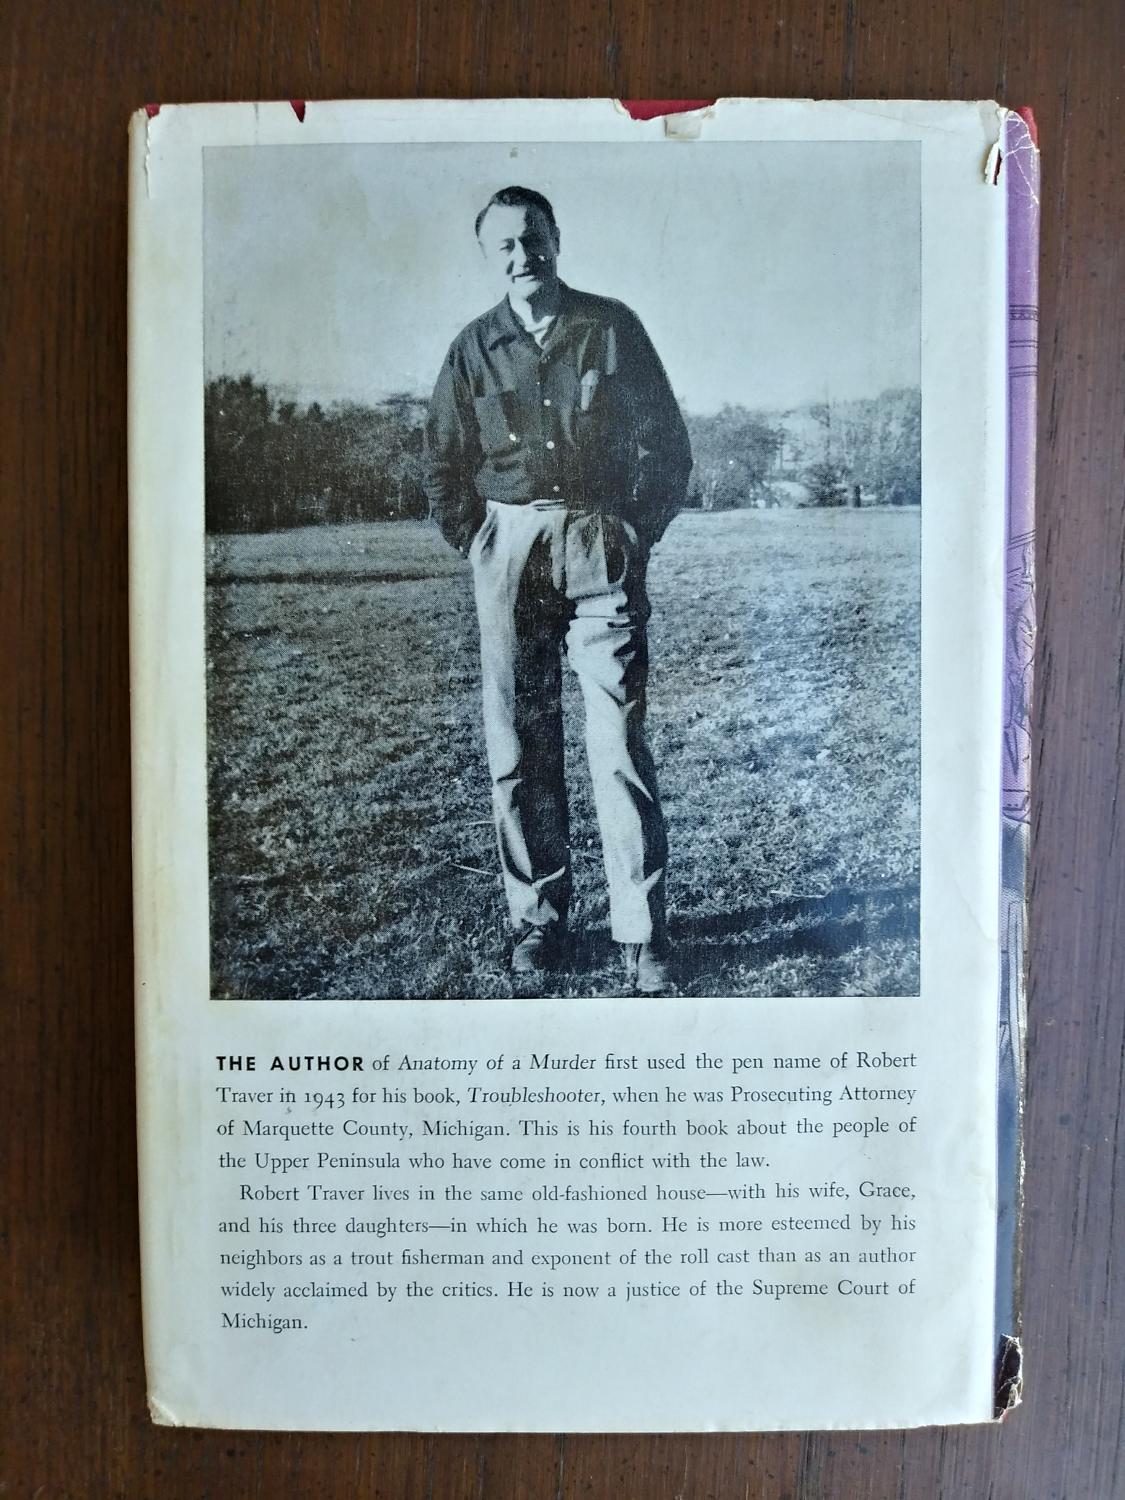 THE AUTHOR of Anatomy of a Murder first used the pen name of Robert
Traver in 1943 for his book, Troubleshooter, when he was Prosecuting Attorney
of Marquette County, Michigan. This is his fourth book about the people of
the Upper Peninsula who have come in conflict with the law.
Robert Traver lives in the same old-fashioned house—with his wife, Grace,
and his three daughters—in which he was born. He is more esteemed by his
neighbors as a trout fisherman and exponent of the roll cast than as an author
widely acclaimed by the critics. He is now a justice of the Supreme Court of
Michigan.